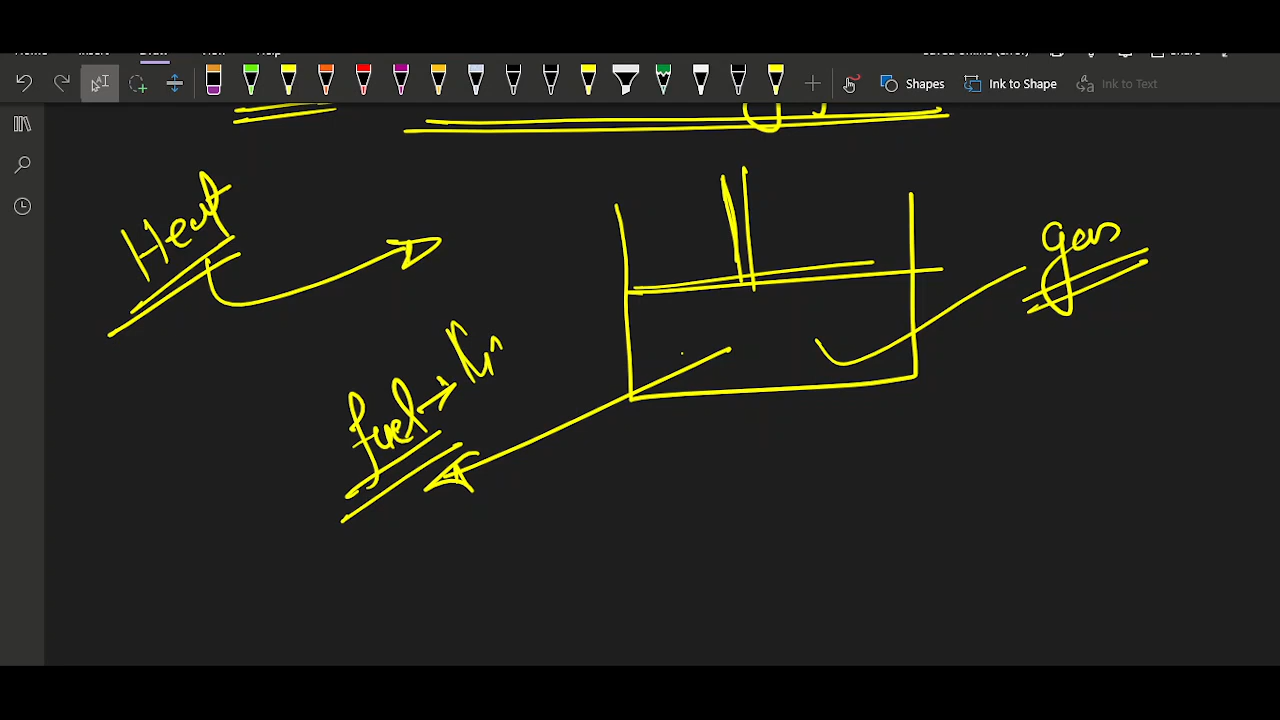 Shapes
Ink to Shape
Ink to Text
Heat
gas
fuel →